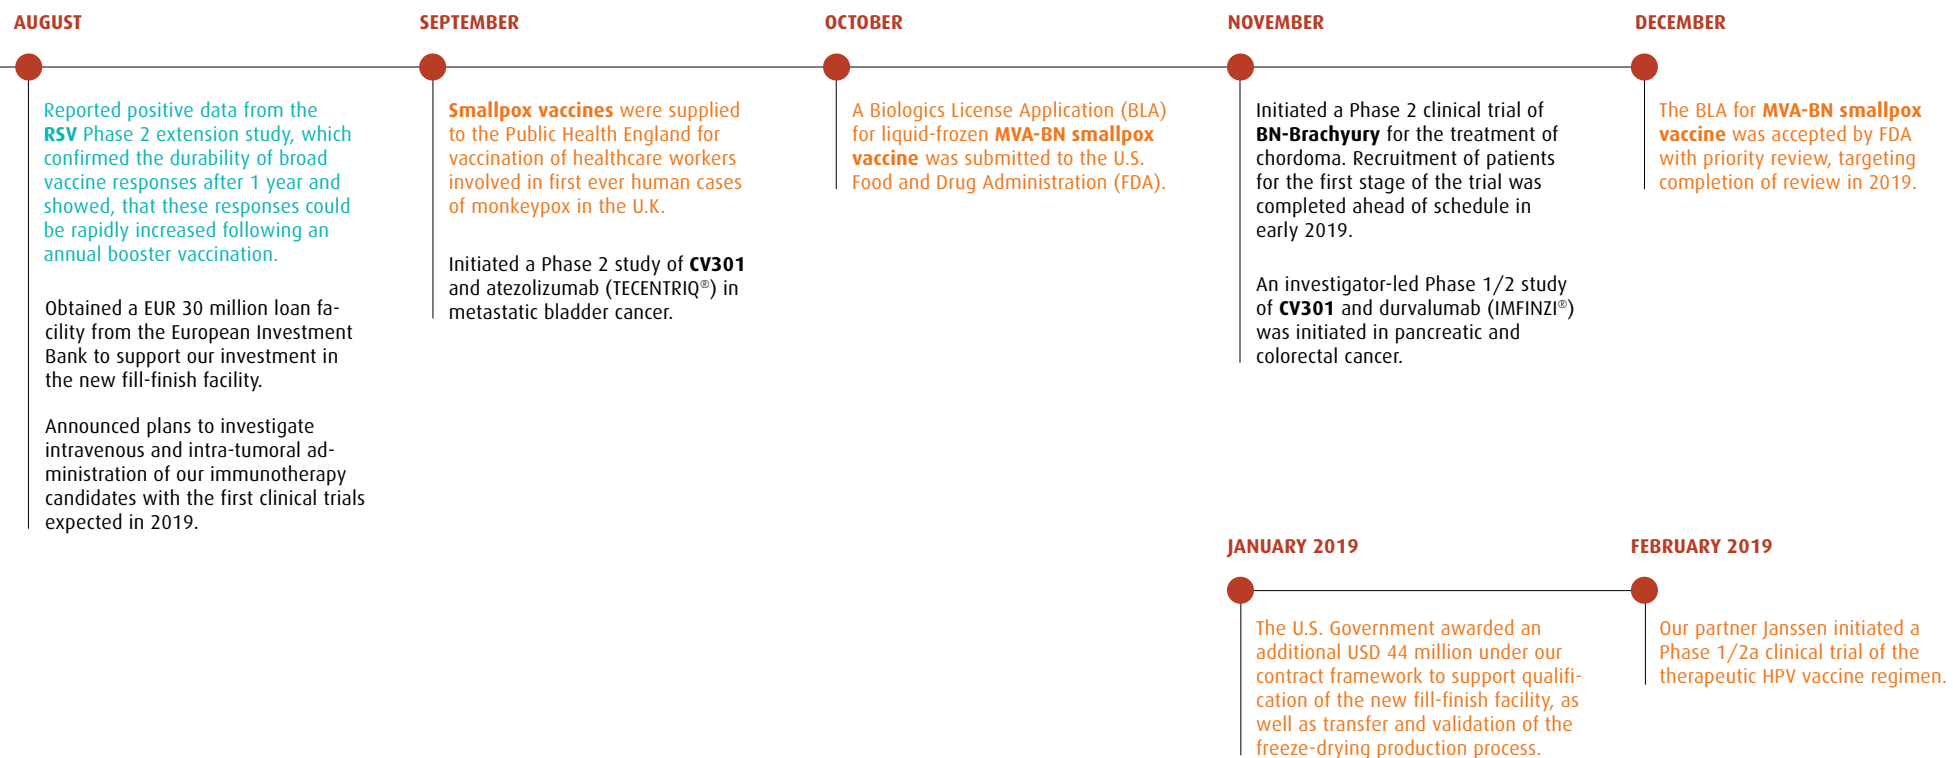 AUGUST
Reported positive data from the
RSV Phase 2 extension study, which
confirmed the durability of broad
vaccine responses after 1 year and
showed, that these responses could
be rapidly increased following an
annual booster vaccination.
Obtained a EUR 30 million loan fa-
cility from the European Investment
Bank to support our investment in
the new fill-finish facility.
Announced plans to investigate
intravenous and intra-tumoral ad-
ministration of our immunotherapy
candidates with the first clinical trials
expected in 2019.
SEPTEMBER
Smallpox vaccines were supplied
to the Public Health England for
vaccination of healthcare workers
involved in first ever human cases
of monkeypox in the U.K.
Initiated a Phase 2 study of CV301
and atezolizumab (TECENTRIQ®) in
metastatic bladder cancer.
OCTOBER
A Biologics License Application (BLA)
for liquid-frozen MVA-BN smallpox
vaccine was submitted to the U.S.
Food and Drug Administration (FDA).
NOVEMBER
Initiated a Phase 2 clinical trial of
BN-Brachyury for the treatment of
chordoma. Recruitment of patients
for the first stage of the trial was
completed ahead of schedule in
early 2019.
An investigator-led Phase 1/2 study
of CV301 and durvalumab (IMFINZI®)
was initiated in pancreatic and
colorectal cancer.
DECEMBER
The BLA for MVA-BN smallpox
vaccine was accepted by FDA
with priority review, targeting
completion of review in 2019.
JANUARY 2019
The U.S. Government awarded an
additional USD 44 million under our
contract framework to support qualifi-
cation of the new fill-finish facility, as
well as transfer and validation of the
freeze-drying production process.
FEBRUARY 2019
Our partner Janssen initiated a
Phase 1/2a clinical trial of the
therapeutic HPV vaccine regimen.